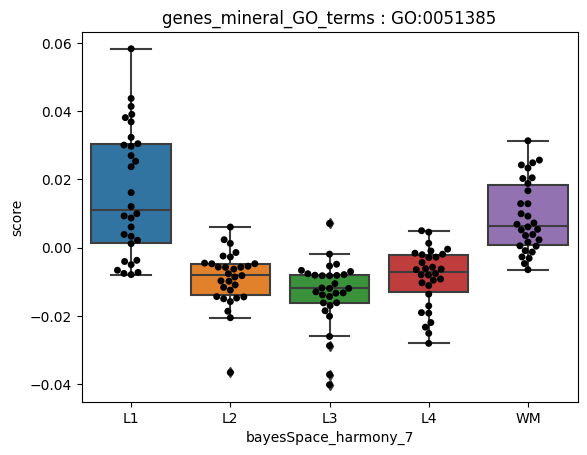 genes_mineral_GO_terms : GO:0051385
score
0.06
0.04
0.02
0.00
−0.02
−0.04
L1 L2 L3 L4 WM
bayesSpace_harmony_7